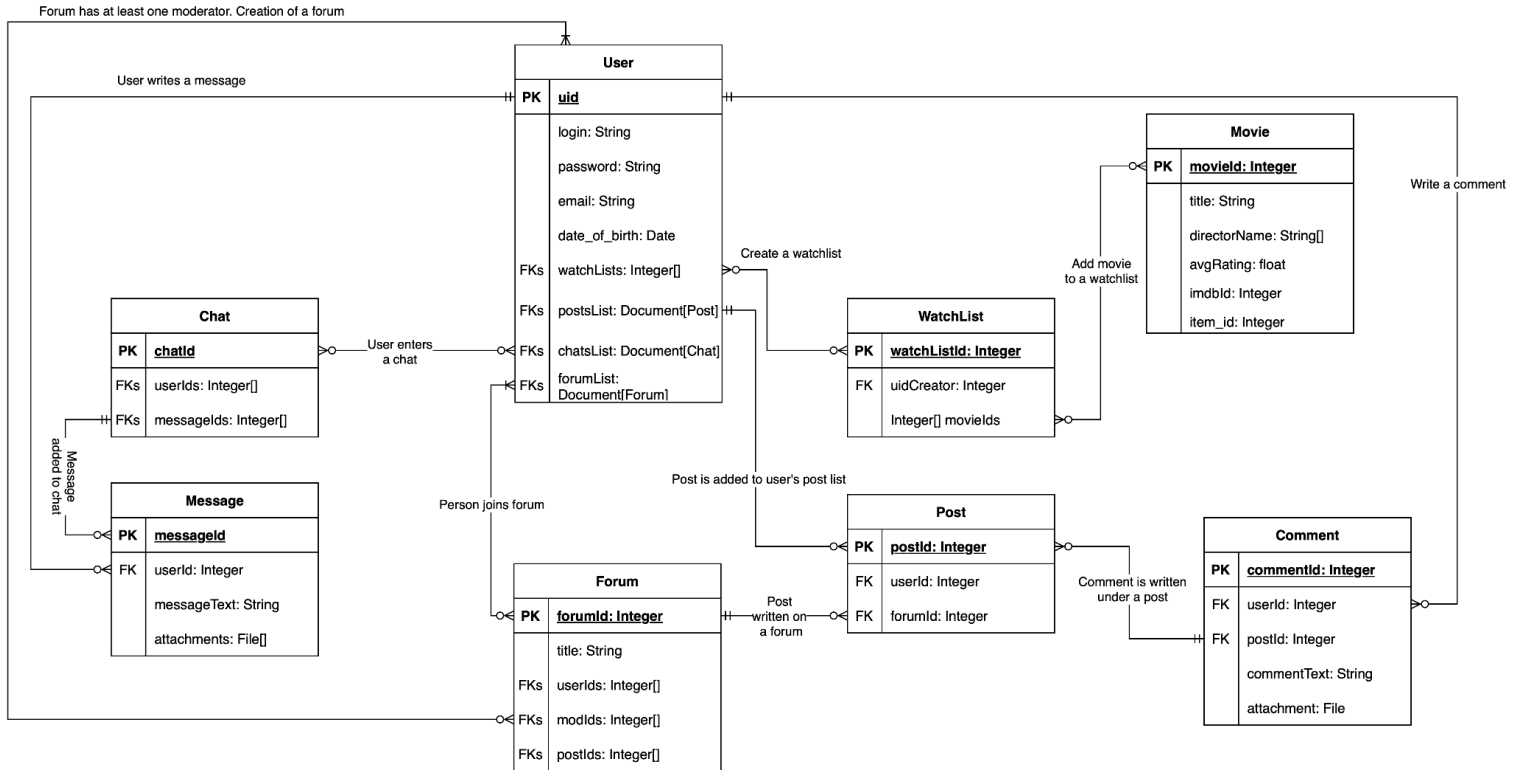 Forum has at least one moderator. Creation of a forum
User writes a message
User
PK uid
login: String
password: String
email: String
date_of_birth: Date
FKs watchLists: Integer[]
FKs postsList: Document[Post]
FKs chatsList: Document[Chat]
FKs forumList:
Document[Forum]
Movie
PK movieId: Integer
title: String
directorName: String[]
avgRating: float
imdbId: Integer
item_id: Integer
Write a comment
Create a watchlist
Add movie
to a watchlist
Chat
PK chatId
FKs userIds: Integer[]
FKs messageIds: Integer[]
User enters
a chat
WatchList
PK watchListId: Integer
FK uidCreator: Integer
Integer[] movieIds
Message
added to chat
Message
PK messageId
FK userId: Integer
messageText: String
attachments: File[]
Person joins forum
Post is added to user's post list
Forum
PK forumId: Integer
title: String
FKs userIds: Integer[]
FKs modIds: Integer[]
FKs postIds: Integer[]
Post
written on
a forum
Post
PK postId: Integer
FK userId: Integer
FK forumId: Integer
Comment is written
under a post
Comment
PK commentId: Integer
FK userId: Integer
FK postId: Integer
commentText: String
attachment: File